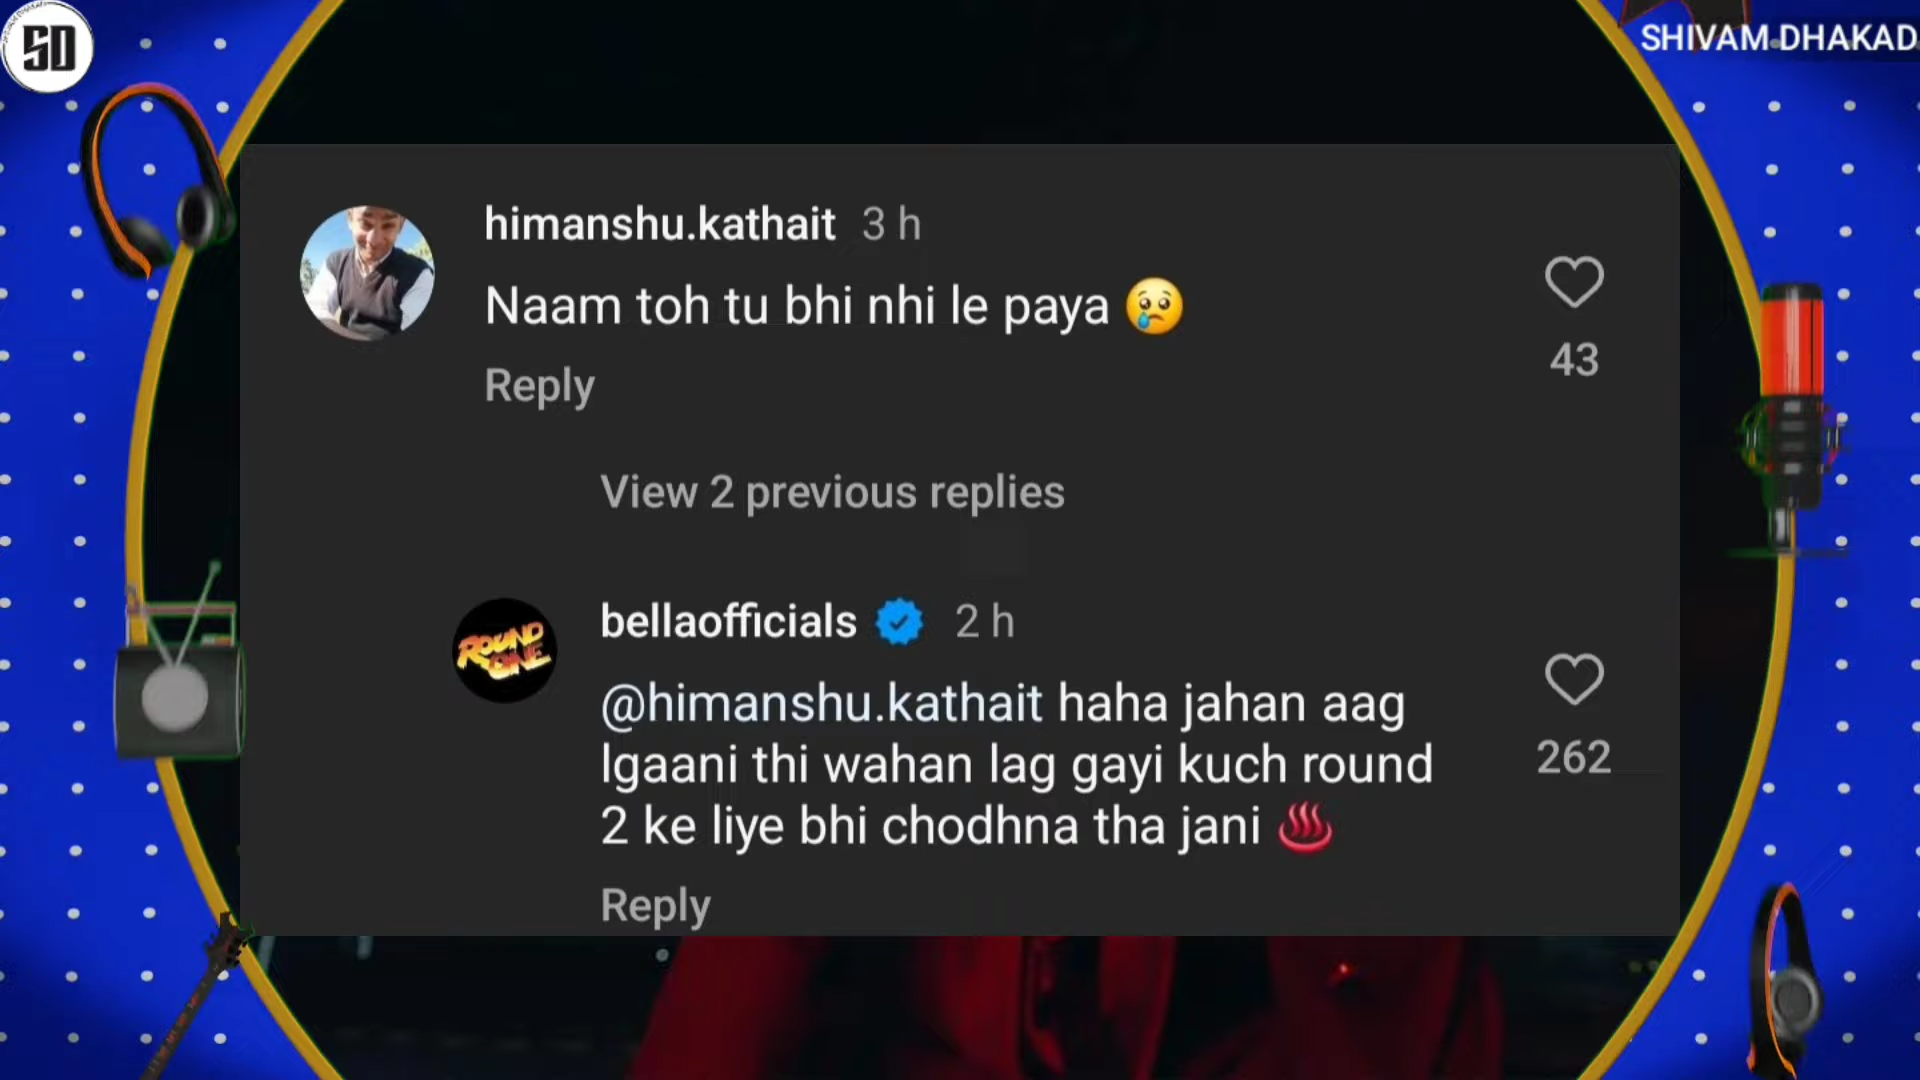 SD
SHIVAM DHAKAD
himanshu.kathait 3 h
Naam toh tu bhi nhi le paya 😢
43
Reply
View 2 previous replies
ROUND
ONE
bellaofficials 2 h
@himanshu.kathait haha jahan aag
lgaani thi wahan lag gayi kuch round
2 ke liye bhi chodhna tha jani ♨️
262
Reply